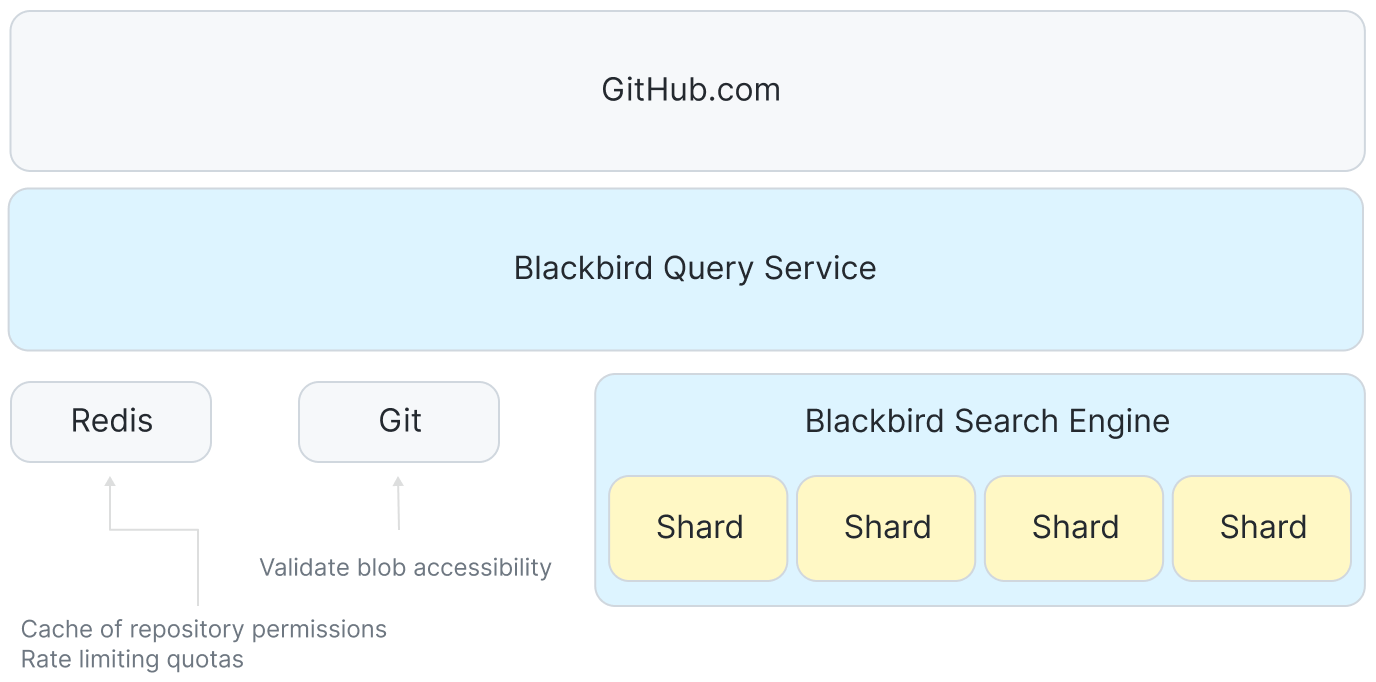 GitHub.com
Blackbird Query Service
Redis
Git
Blackbird Search Engine
Shard
Shard
Shard
Shard
Validate blob accessibility
Cache of repository permissions
Rate limiting quotas